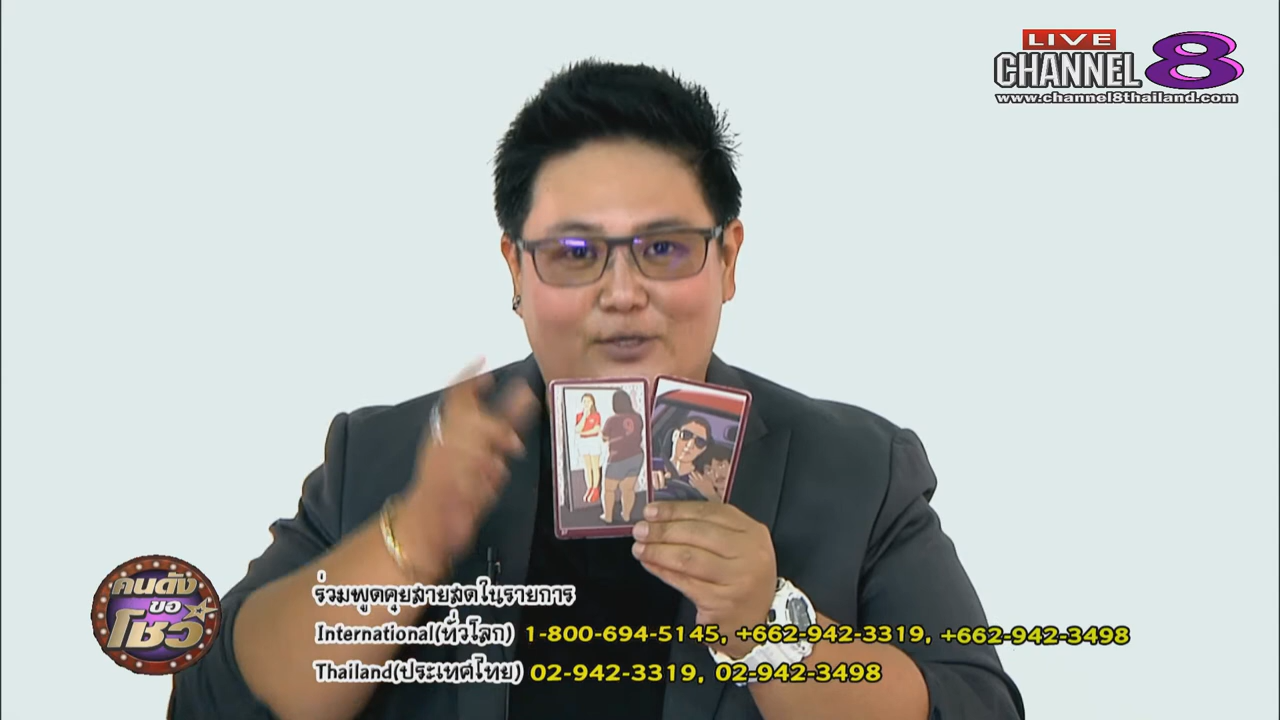 LIVE
CHANNEL 8
www.channel8thailand.com
คนดัง
ขอ
โชว์
ร่วมพูดคุยสายสดในรายการ
International(ทั่วโลก) 1-800-694-5145, +662-942-3319, +662-942-3498
Thailand(ประเทศไทย) 02-942-3319, 02-942-3498
9